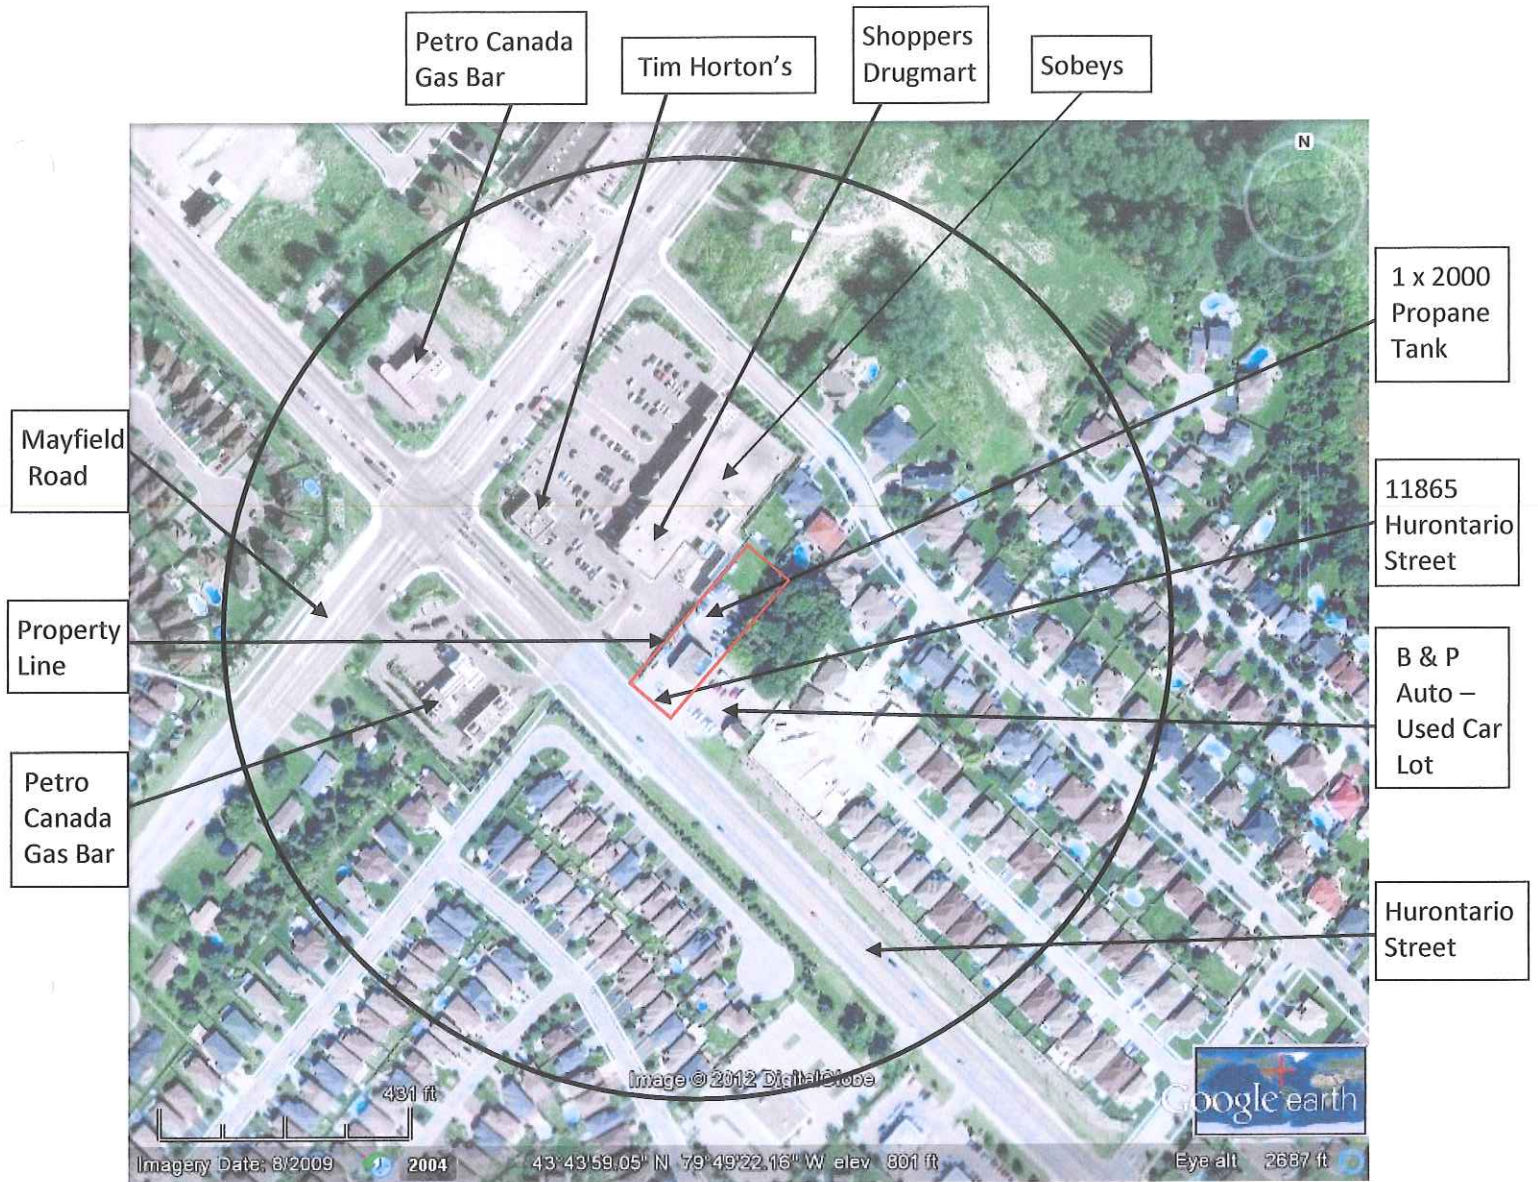 Petro Canada
Gas Bar
Tim Horton's
Shoppers
Drugmart
Sobeys
N
1 x 2000
Propane
Tank
Mayfield
Road
11865
Hurontario
Street
Property
Line
B & P
Auto –
Used Car
Lot
Petro
Canada
Gas Bar
Hurontario
Street
Image © 2012 DigitalGlobe
431 ft
Google earth
Imagery Date: 8/2009
2004
43°43'59.05" N 79°49'22.16" W elev 801 ft
Eye alt 2687 ft